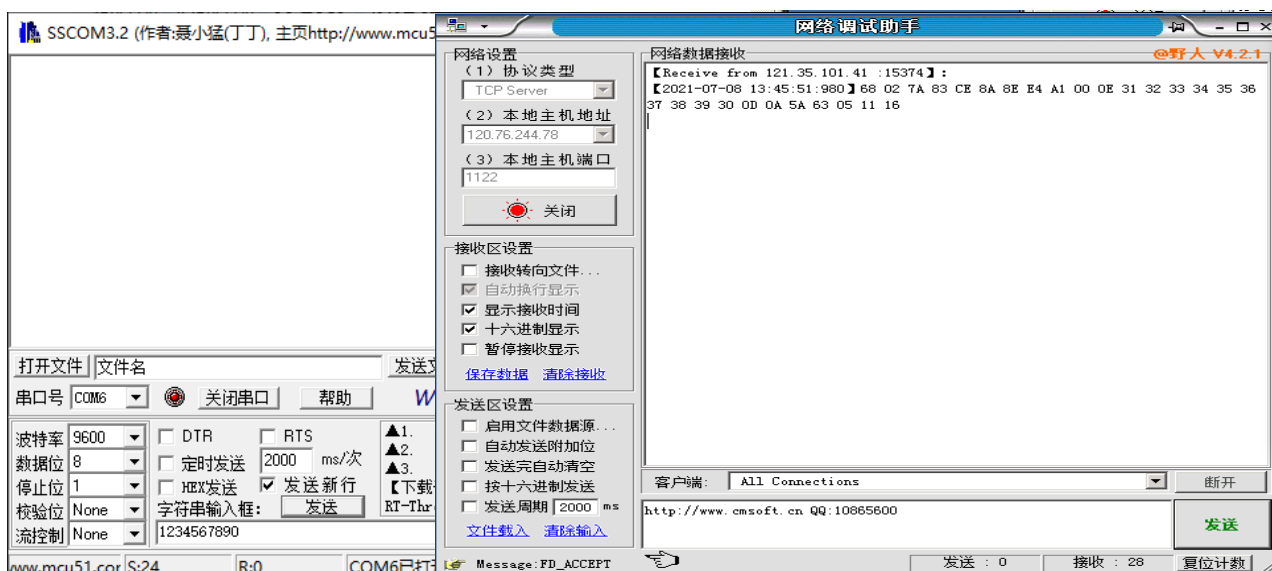 SSCOM3.2 (作者:聂小猛(丁丁), 主页http://www.mcu5
打开文件 文件名 发送文
串口号 COM6 关闭串口 帮助 W
波特率 9600 DTR RTS
数据位 8 定时发送 2000 ms/次
停止位 1 HEX发送 发送新行
校验位 None 字符串输入框: 发送
流控制 None 1234567890
▲1.
▲2.
▲3.
【下载
RT-Thr
www.mcu51.cor S:24 R:0 COM6已打开
网络调试助手
网络设置
(1) 协议类型
TCP Server
(2) 本地主机地址
120.76.244.78
(3) 本地主机端口
1122
关闭
接收区设置
接收转向文件...
自动换行显示
显示接收时间
十六进制显示
暂停接收显示
保存数据 清除接收
发送区设置
启用文件数据源...
自动发送附加位
发送完自动清空
按十六进制发送
发送周期 2000 ms
文件载入 清除输入
网络数据接收 @野人 V4.2.1
【Receive from 121.35.101.41 :15374】:
【2021-07-08 13:45:51:980】68 02 7A 83 CE 8A 8E E4 A1 00 0E 31 32 33 34 35 36
37 38 39 30 0D 0A 5A 63 05 11 16
客户端: All Connections 断开
http://www.cmsoft.cn QQ:10865600
发送
Message:FD_ACCEPT 发送 : 0 接收 : 28 复位计数